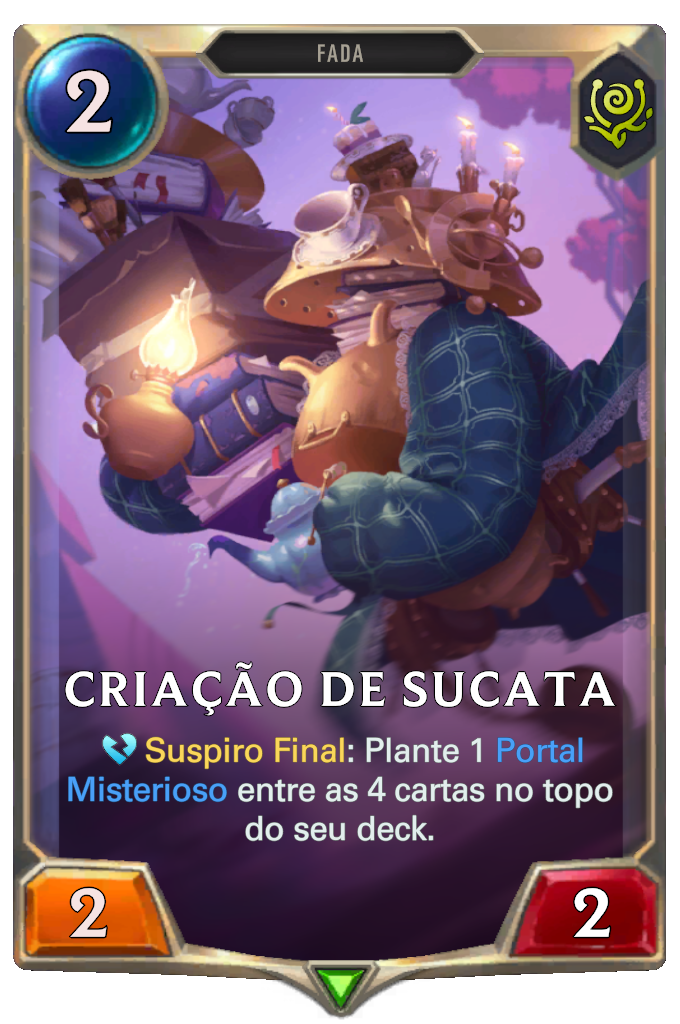 FADA
2
CRIAÇÃO DE SUCATA
Suspiro Final: Plante 1 Portal
Misterioso entre as 4 cartas no topo
do seu deck.
2
2